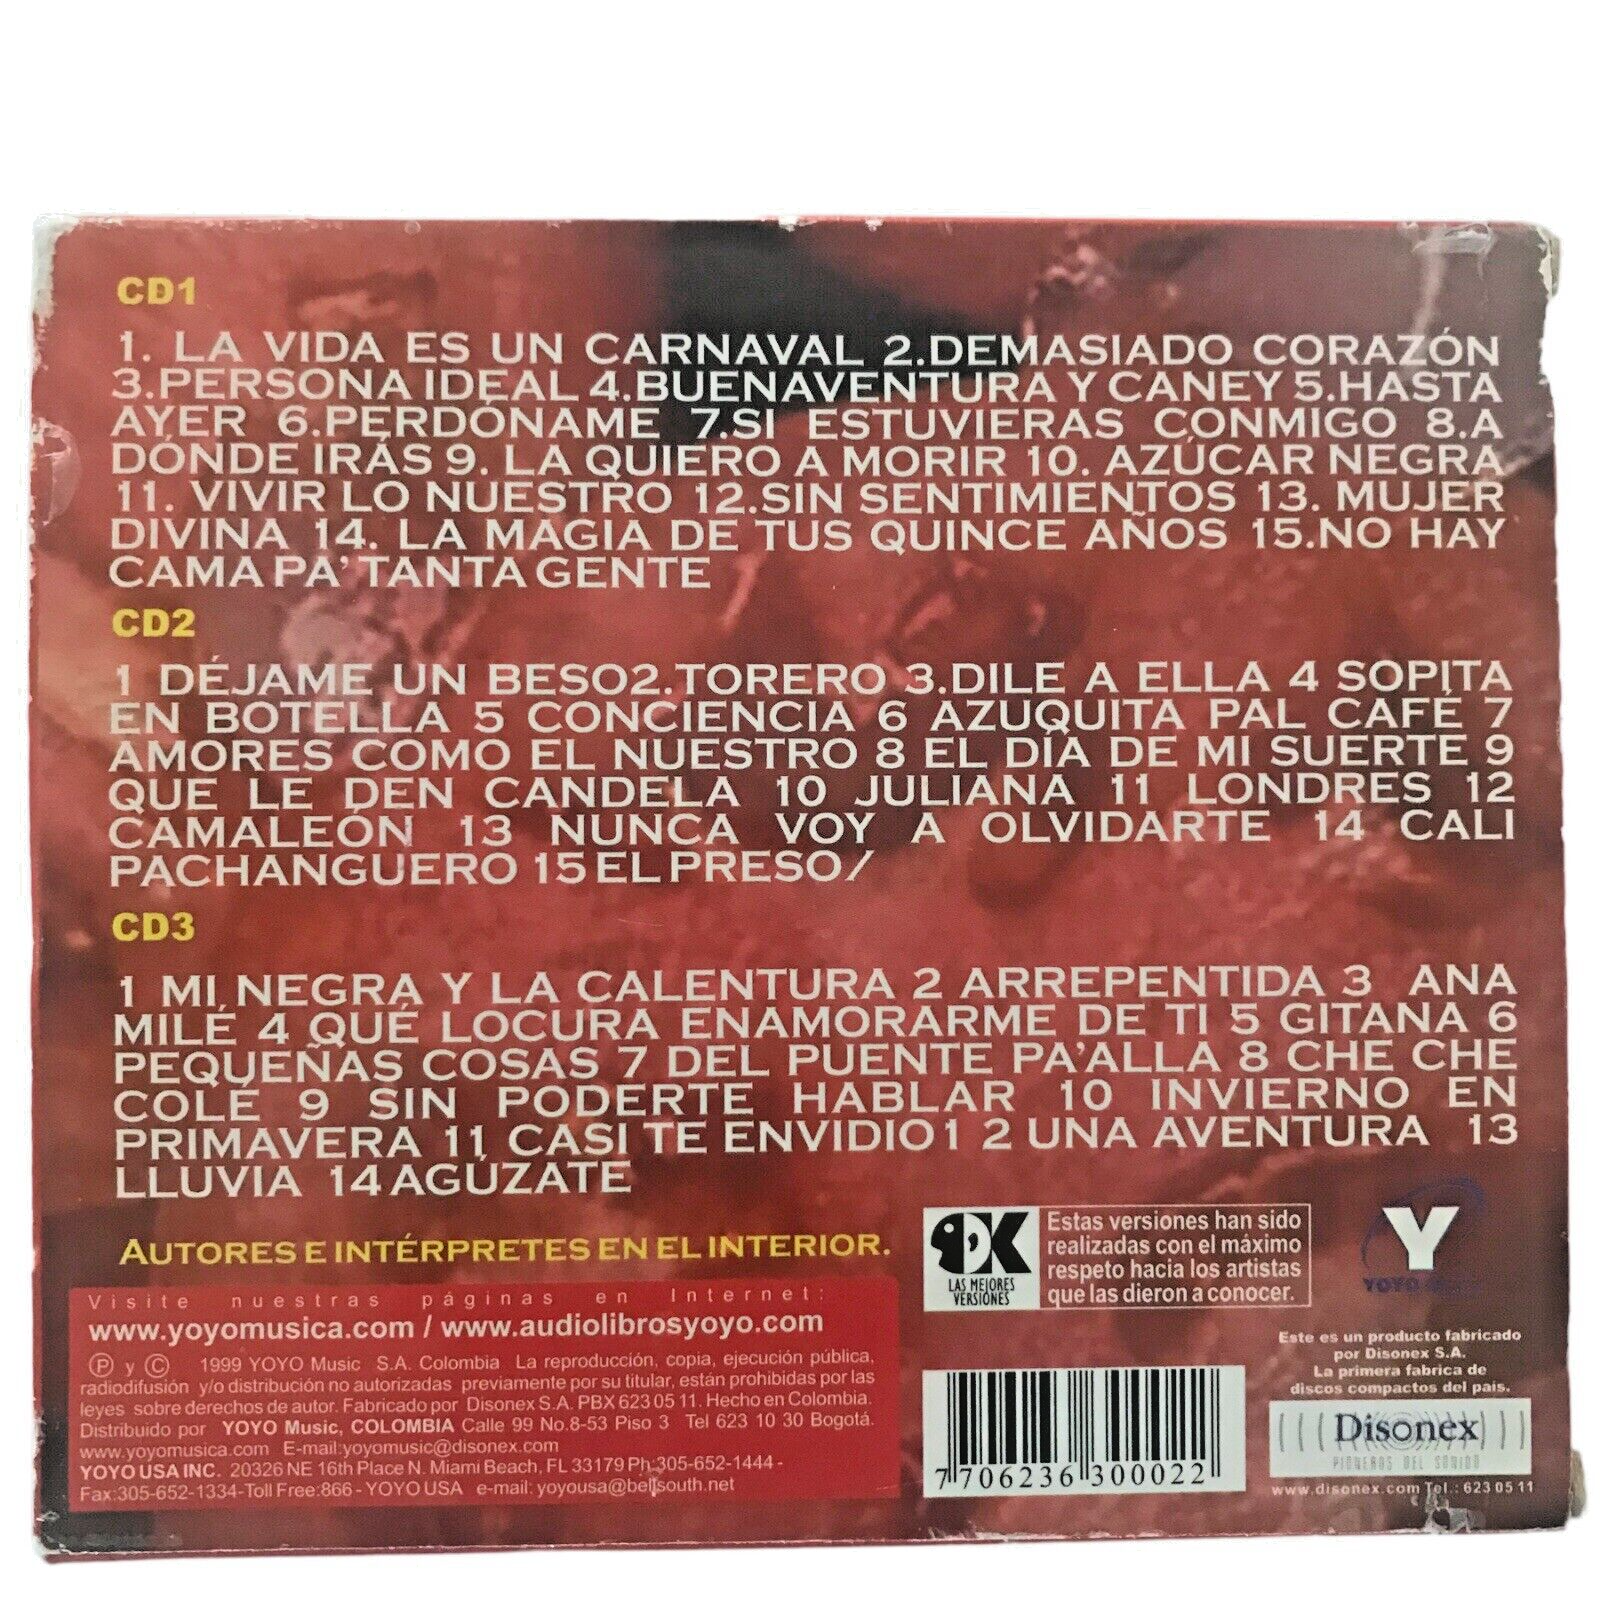 CD1
1. LA VIDA ES UN CARNAVAL 2.DEMASIADO CORAZÓN
3.PERSONA IDEAL 4.BUENAVENTURA Y CANEY 5.HASTA
AYER 6.PERDÓNAME 7.SI ESTUVIERAS CONMIGO 8.A
DÓNDE IRÁS 9. LA QUIERO A MORIR 10. AZÚCAR NEGRA
11. VIVIR LO NUESTRO 12.SIN SENTIMIENTOS 13. MUJER
DIVINA 14. LA MAGIA DE TUS QUINCE AÑOS 15.NO HAY
CAMA PA' TANTA GENTE
CD2
1 DÉJAME UN BESO2.TORERO 3.DILE A ELLA 4 SOPITA
EN BOTELLA 5 CONCIENCIA 6 AZUQUITA PAL CAFÉ 7
AMORES COMO EL NUESTRO 8 EL DÍA DE MI SUERTE 9
QUE LE DEN CANDELA 10 JULIANA 11 LONDRES 12
CAMALEÓN 13 NUNCA VOY A OLVIDARTE 14 CALI
PACHANGUERO 15 EL PRESO/
CD3
1 MI NEGRA Y LA CALENTURA 2 ARREPENTIDA 3 ANA
MILÉ 4 QUÉ LOCURA ENAMORARME DE TI 5 GITANA 6
PEQUEÑAS COSAS 7 DEL PUENTE PA'ALLA 8 CHE CHE
COLÉ 9 SIN PODERTE HABLAR 10 INVIERNO EN
PRIMAVERA 11 CASI TE ENVIDIO1 2 UNA AVENTURA 13
LLUVIA 14 AGÚZATE
AUTORES E INTÉRPRETES EN EL INTERIOR.
Visite nuestras páginas en Internet:
www.yoyomusica.com / www.audiolibrosyoyo.com
Ⓟ y © 1999 YOYO Music S.A. Colombia La reproducción, copia, ejecución pública,
radiodifusión y/o distribución no autorizadas previamente por su titular, están prohibidas por las
leyes sobre derechos de autor. Fabricado por Disonex S.A. PBX 623 05 11. Hecho en Colombia.
Distribuido por YOYO Music, COLOMBIA Calle 99 No.8-53 Piso 3 Tel 623 10 30 Bogotá.
www.yoyomusica.com E-mail:yoyomusic@disonex.com
YOYO USA INC. 20326 NE 16th Place N. Miami Beach, FL 33179 Ph:305-652-1444 -
Fax:305-652-1334-Toll Free:866 - YOYO USA e-mail: yoyousa@bellsouth.net
K
LAS MEJORES
VERSIONES
Estas versiones han sido
realizadas con el máximo
respeto hacia los artistas
que las dieron a conocer.
Y
YOYO
7 706236 300022
Este es un producto fabricado
por Disonex S.A.
La primera fabrica de
discos compactos del país.
Disonex
PIONEROS DEL SONIDO
www.disonex.com Tel.: 623 05 11